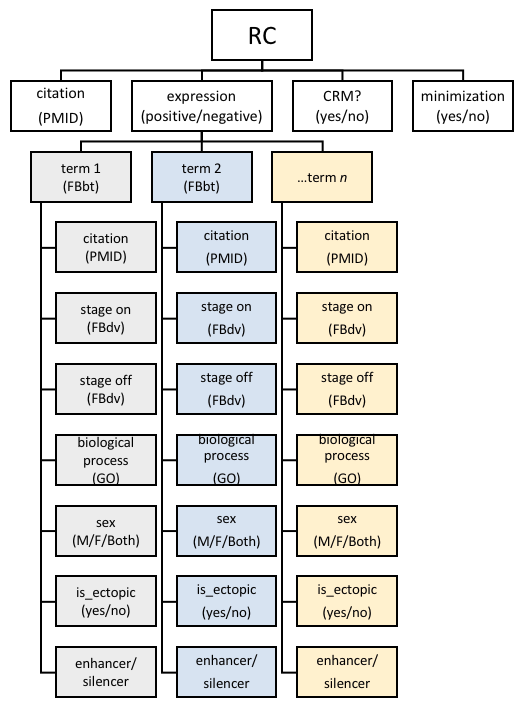 RC
citation
(PMID)
expression
(positive/negative)
CRM?
(yes/no)
minimization
(yes/no)
term 1
(FBbt)
term 2
(FBbt)
...term n
citation
(PMID)
citation
(PMID)
citation
(PMID)
stage on
(FBdv)
stage on
(FBdv)
stage on
(FBdv)
stage off
(FBdv)
stage off
(FBdv)
stage off
(FBdv)
biological
process
(GO)
biological
process
(GO)
biological
process
(GO)
sex
(M/F/Both)
sex
(M/F/Both)
sex
(M/F/Both)
is_ectopic
(yes/no)
is_ectopic
(yes/no)
is_ectopic
(yes/no)
enhancer/
silencer
enhancer/
silencer
enhancer/
silencer